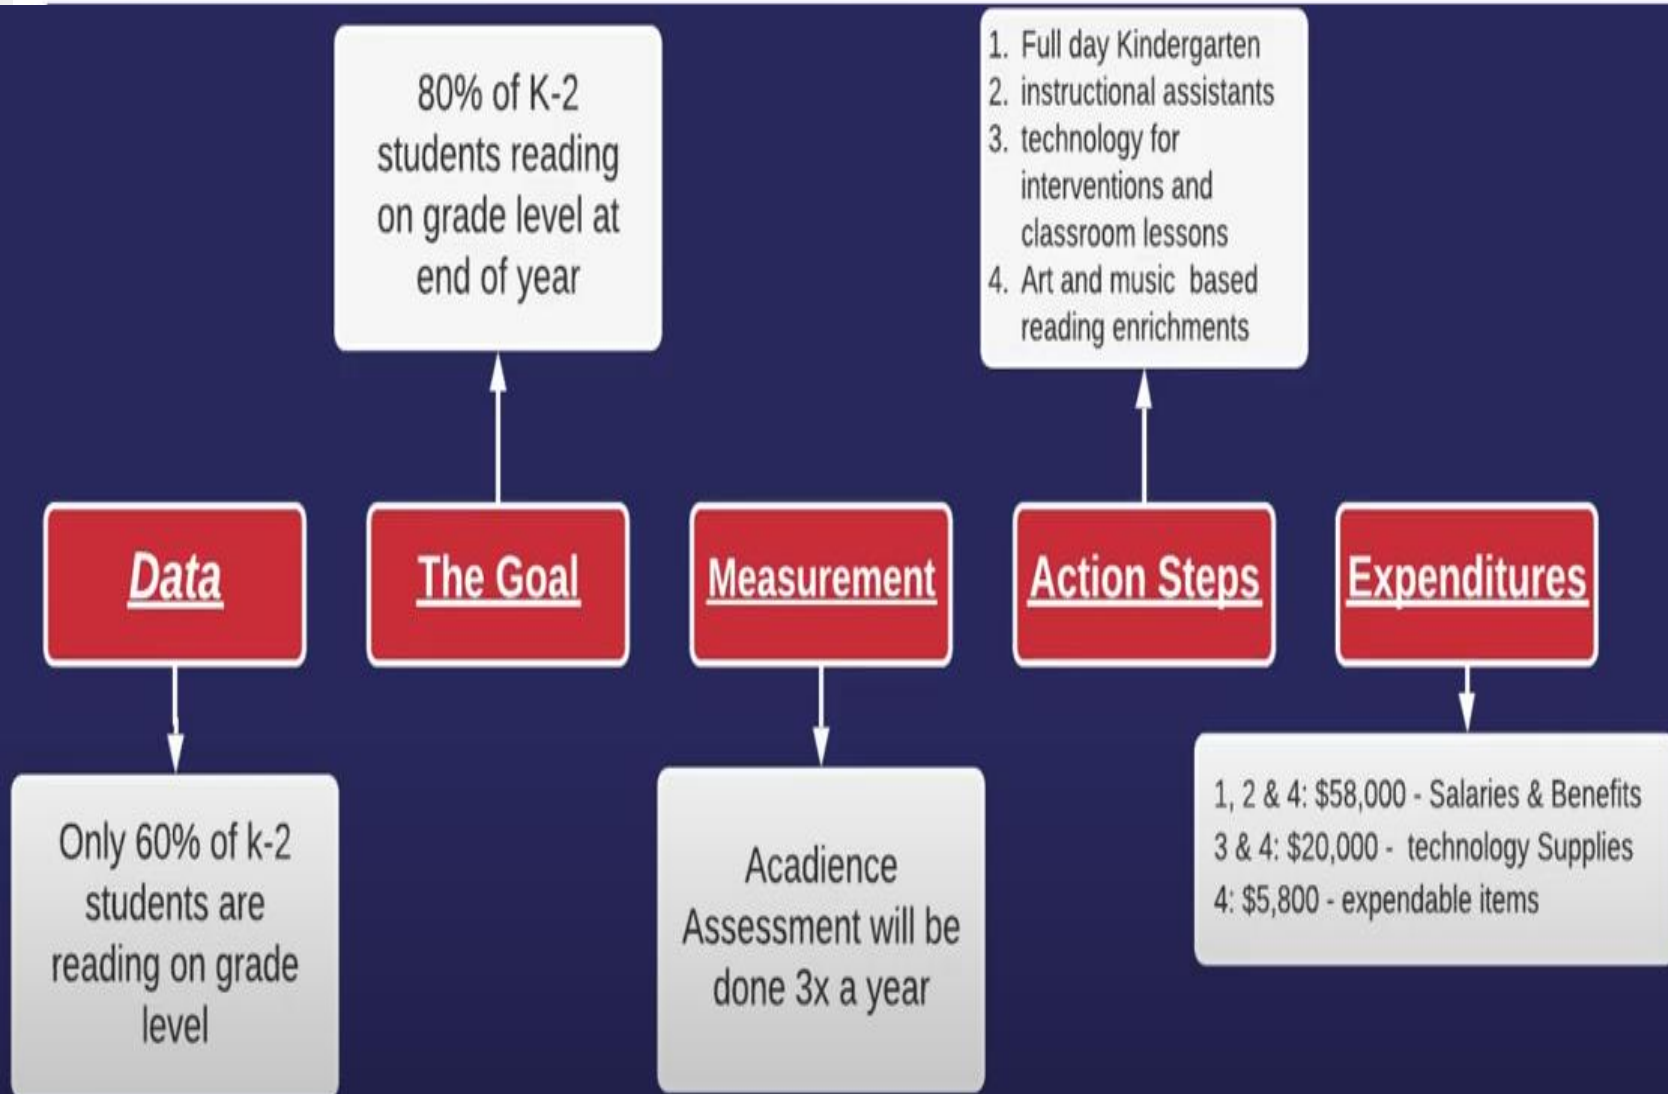 80% of K-2
students reading
on grade level at
end of year
1. Full day Kindergarten
2. instructional assistants
3. technology for
interventions and
classroom lessons
4. Art and music based
reading enrichments
Data
The Goal
Measurement
Action Steps
Expenditures
Only 60% of k-2
students are
reading on grade
level
Acadience
Assessment will be
done 3x a year
1, 2 & 4: $58,000 - Salaries & Benefits
3 & 4: $20,000 - technology Supplies
4: $5,800 - expendable items